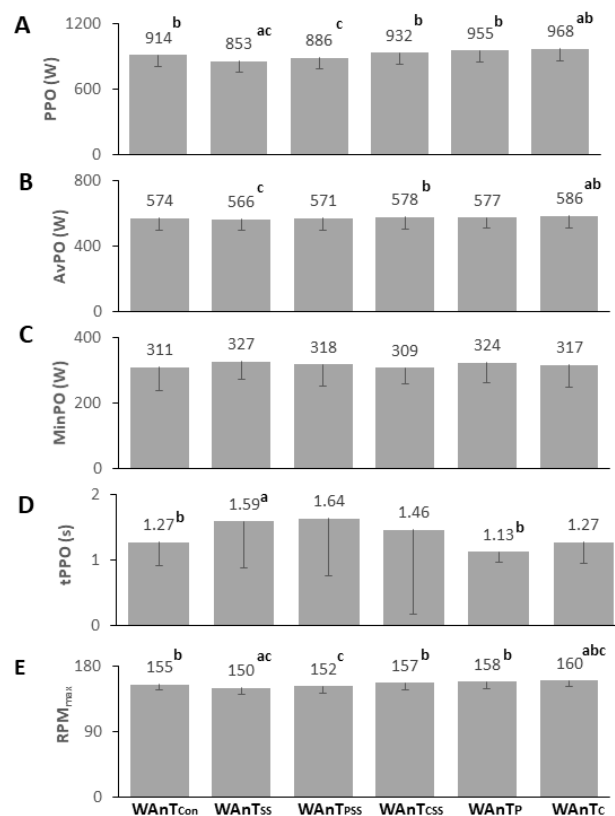 A
PPO (W)
1200
600
0
914 b
853 ac
886 c
932 b
955 b
968 ab
B
AvPO (W)
800
400
0
574
566 c
571
578 b
577
586 ab
C
MinPO (W)
400
200
0
311
327
318
309
324
317
D
tPPO (s)
2
1
0
1.27 b
1.59 a
1.64
1.46
1.13 b
1.27
E
RPMmax
180
90
0
155 b
150 ac
152 c
157 b
158 b
160 abc
WAnTCon WAnTSS WAnTPSS WAnTCSS WAnTP WAnTC